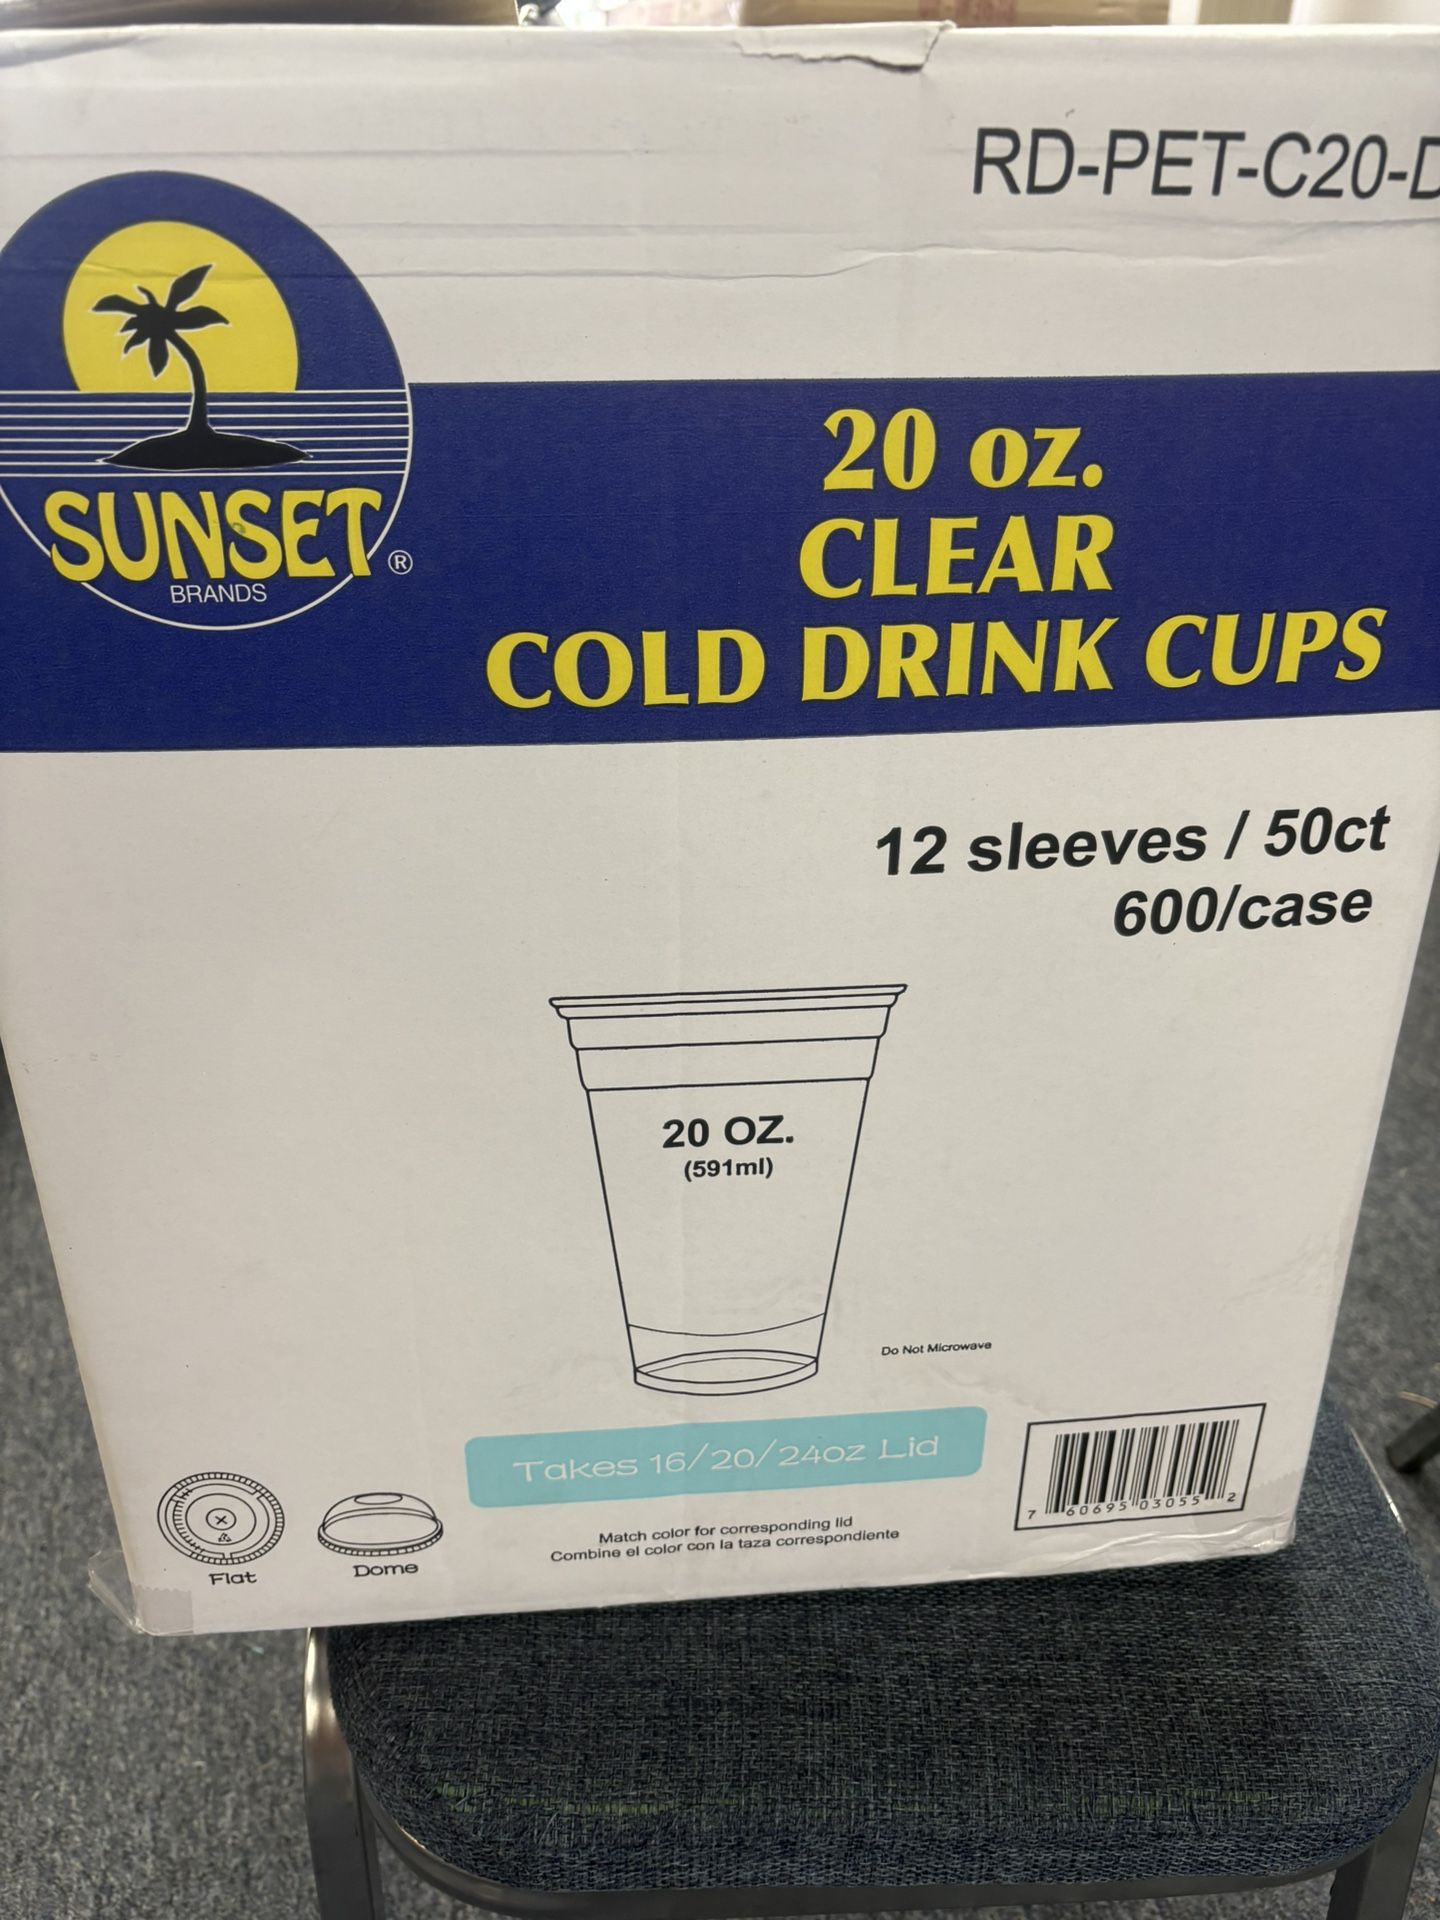 RD-PET-C20-D
SUNSET®
BRANDS
20 oz.
CLEAR
COLD DRINK CUPS
12 sleeves / 50ct
600/case
20 OZ.
(591ml)
Do Not Microwave
Takes 16/20/24oz Lid
Match color for corresponding lid
Combine el color con la taza correspondiente
Flat
Dome
7 60695 03055 2